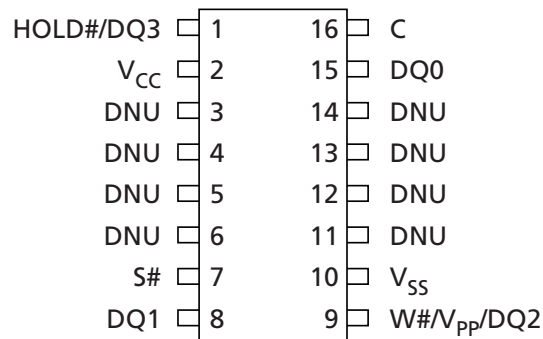 HOLD#/DQ3 1 16 C
VCC 2 15 DQ0
DNU 3 14 DNU
DNU 4 13 DNU
DNU 5 12 DNU
DNU 6 11 DNU
S# 7 10 VSS
DQ1 8 9 W#/VPP/DQ2